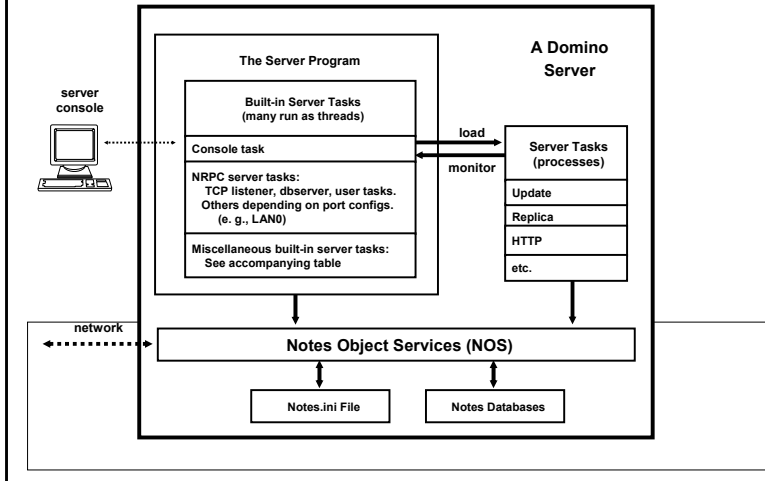 A Domino
Server
The Server Program
server
console
Built-in Server Tasks
(many run as threads)
Console task
NRPC server tasks:
TCP listener, dbserver, user tasks.
Others depending on port configs.
(e. g., LAN0)
Miscellaneous built-in server tasks:
See accompanying table
load
monitor
Server Tasks
(processes)
Update
Replica
HTTP
etc.
network
Notes Object Services (NOS)
Notes.ini File
Notes Databases